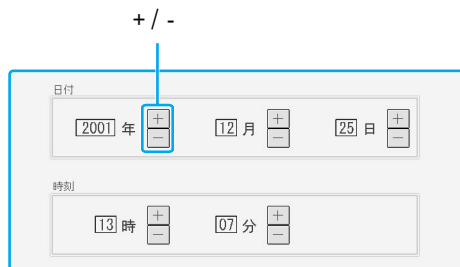 + / -
日付
2001 年 + - 12 月 + - 25 日 + -
時刻
13 時 + - 07 分 + -